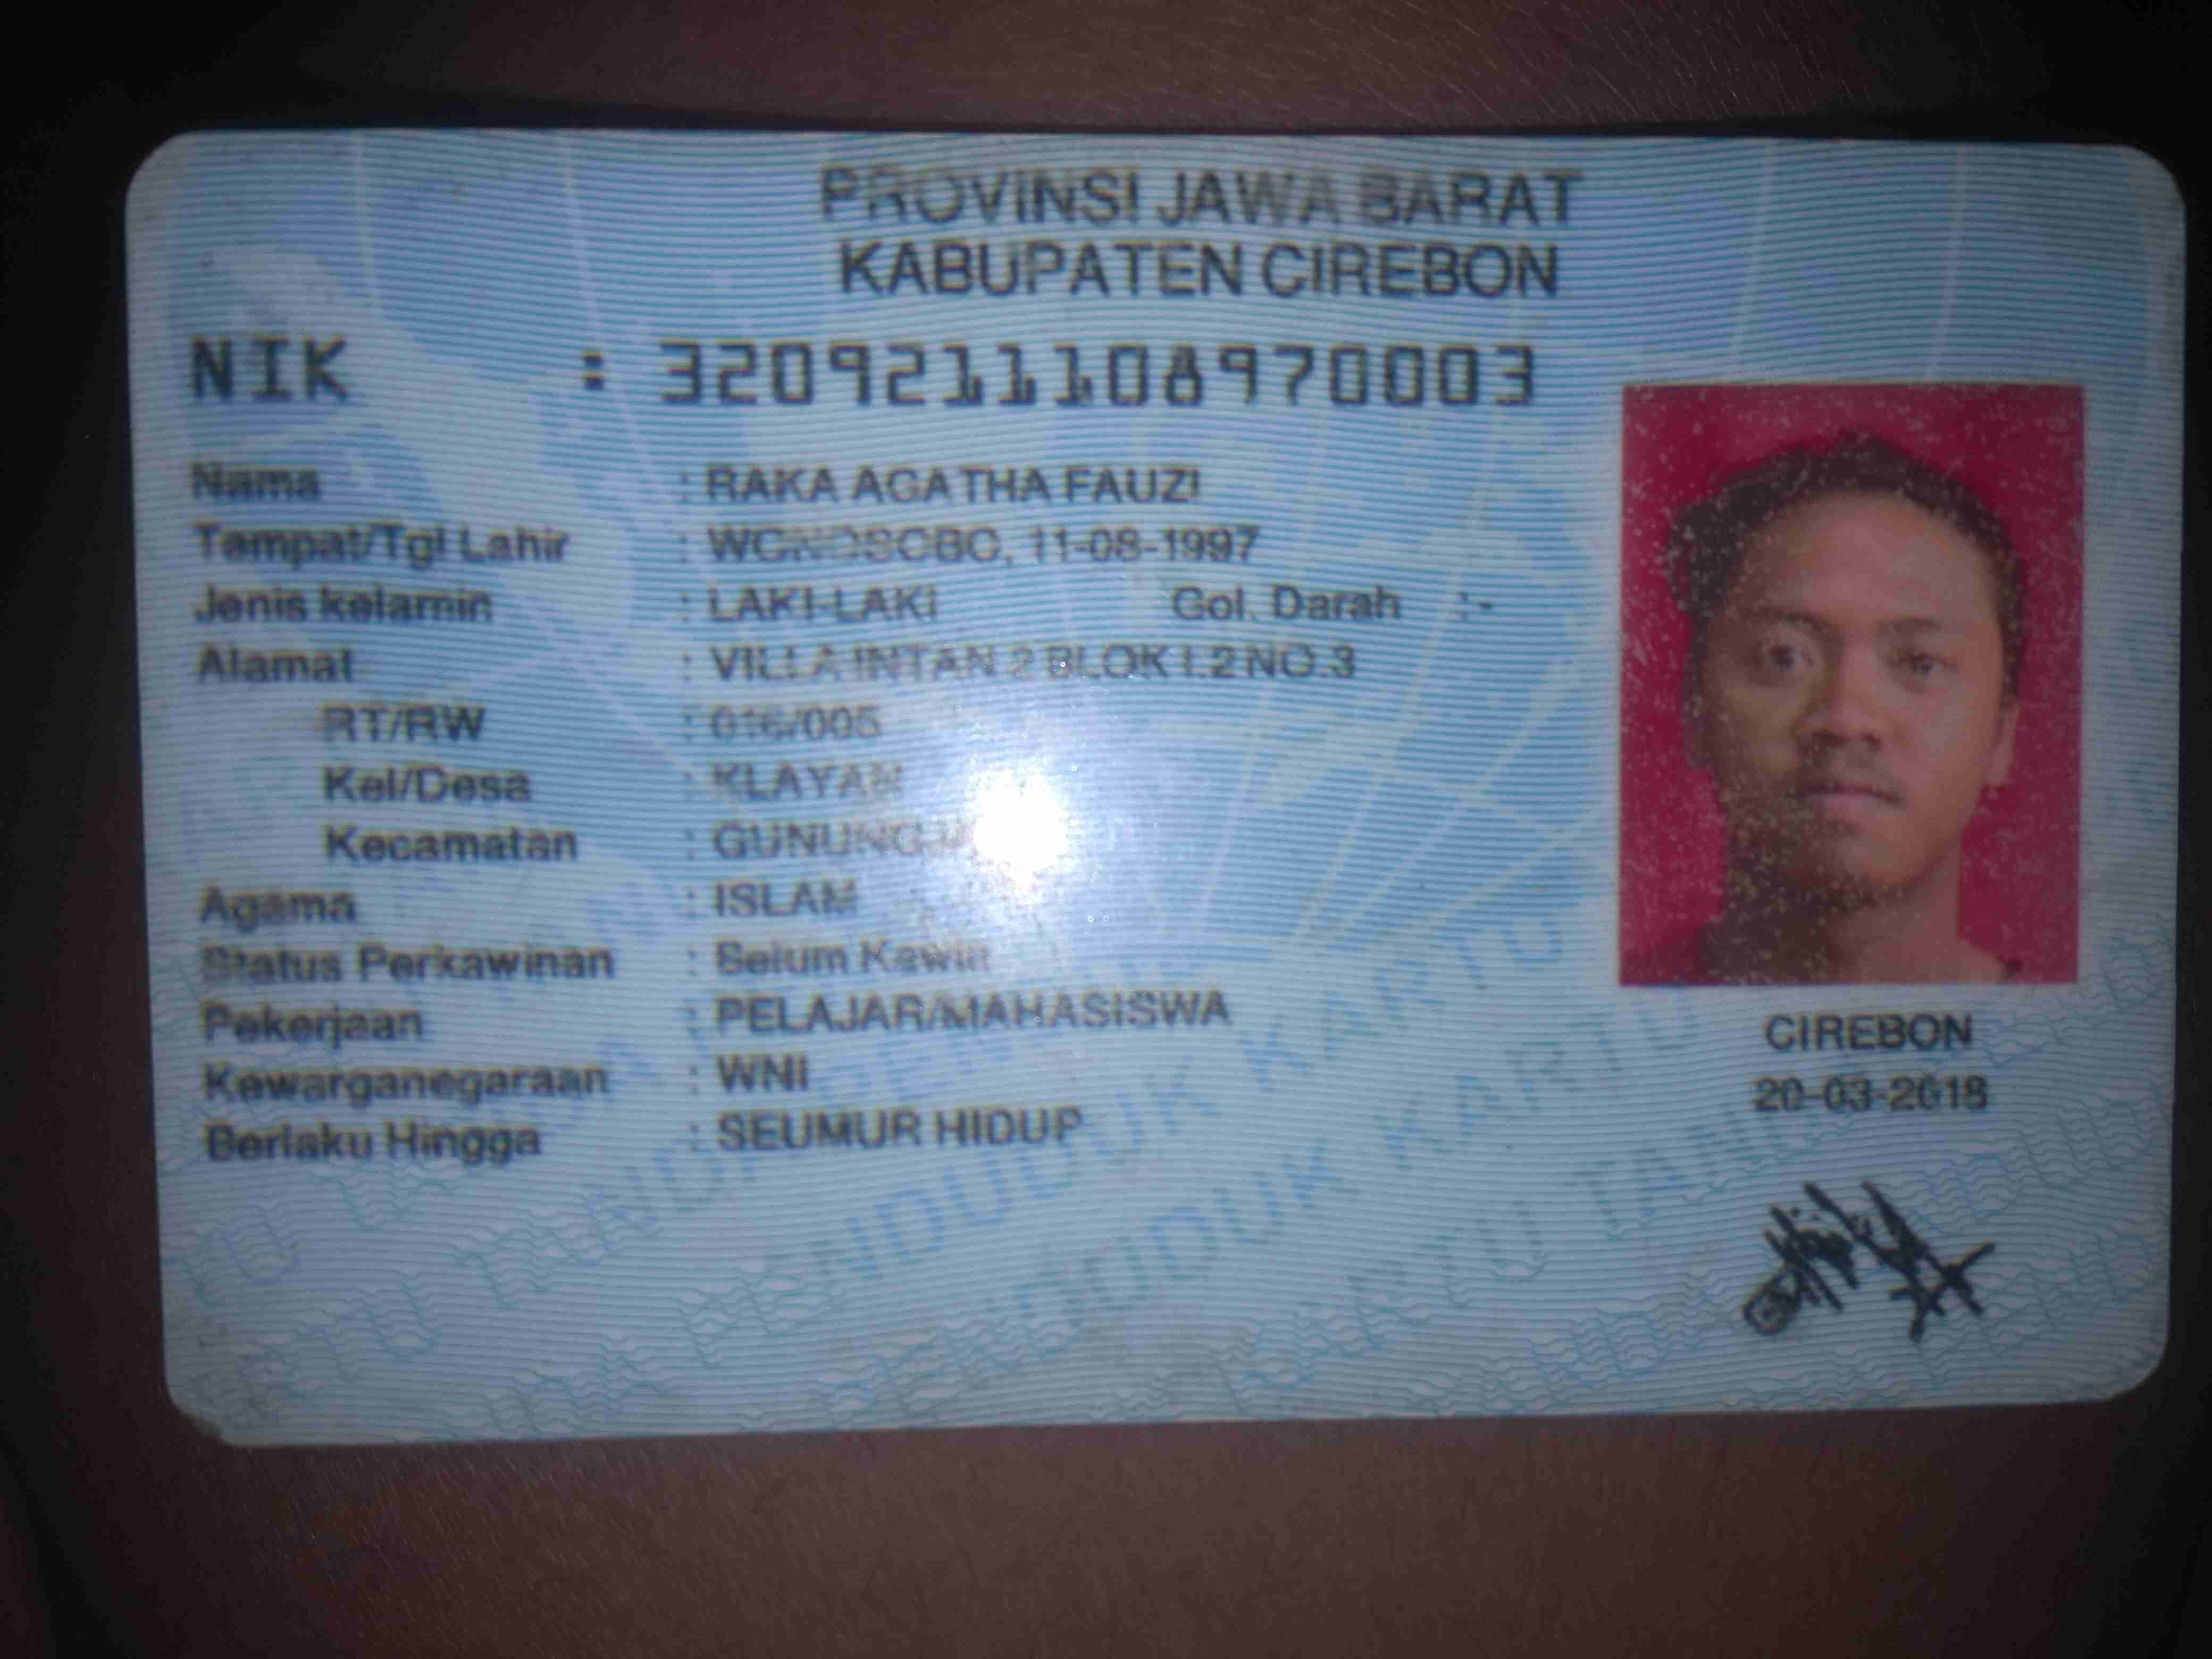 PROVINSI JAWA BARAT
KABUPATEN CIREBON
NIK : 3209211108970003
Nama : RAKA AGATHA FAUZI
Tempat/Tgl Lahir : WONOSOBO, 11-08-1997
Jenis kelamin : LAKI-LAKI Gol. Darah : -
Alamat : VILLA INTAN 2 BLOK I.2 NO.3
RT/RW : 016/005
Kel/Desa : KLAYAN
Kecamatan :
Agama : ISLAM
Status Perkawinan : Belum Kawin
Pekerjaan : PELAJAR/MAHASISWA
Kewarganegaraan : WNI
Berlaku Hingga : SEUMUR HIDUP
CIREBON
20-03-2018